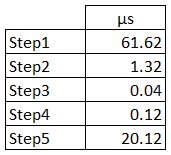 µs
Step1 61.62
Step2 1.32
Step3 0.04
Step4 0.12
Step5 20.12